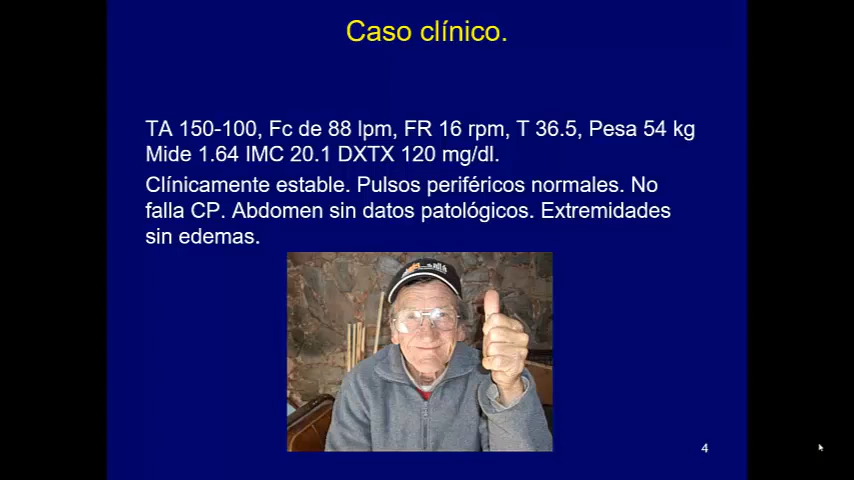 Caso clínico.
TA 150-100, Fc de 88 lpm, FR 16 rpm, T 36.5, Pesa 54 kg
Mide 1.64 IMC 20.1 DXTX 120 mg/dl.
Clínicamente estable. Pulsos periféricos normales. No
falla CP. Abdomen sin datos patológicos. Extremidades
sin edemas.
4